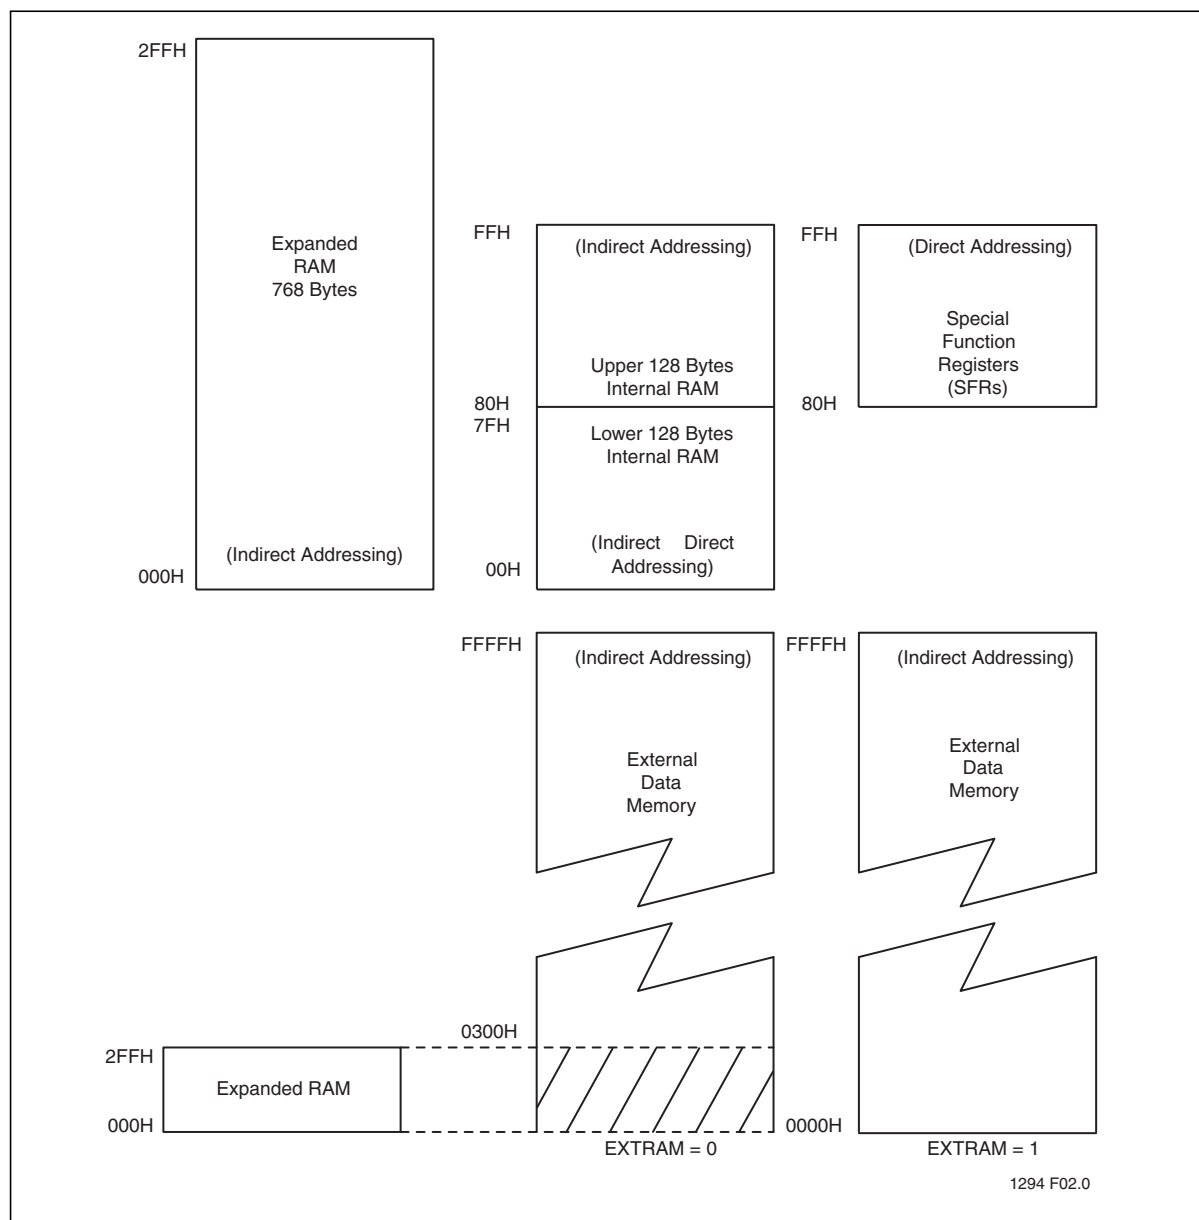 2FFH
Expanded
RAM
768 Bytes
(Indirect Addressing)
000H
FFH
(Indirect Addressing)
Upper 128 Bytes
Internal RAM
80H
7FH
Lower 128 Bytes
Internal RAM
(Indirect Direct
Addressing)
00H
FFH
(Direct Addressing)
Special
Function
Registers
(SFRs)
80H
FFFFH
(Indirect Addressing)
External
Data
Memory
FFFFH
(Indirect Addressing)
External
Data
Memory
0300H
2FFH
Expanded RAM
000H
0000H
EXTRAM = 0
EXTRAM = 1
1294 F02.0